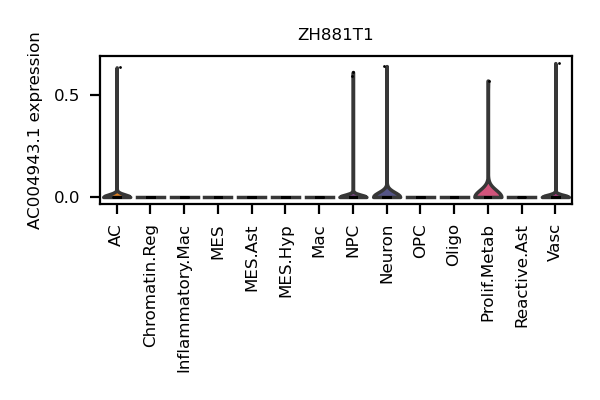 ZH881T1
AC004943.1 expression
0.5
0.0
AC
Chromatin.Reg
Inflammatory.Mac
MES
MES.Ast
MES.Hyp
Mac
NPC
Neuron
OPC
Oligo
Prolif.Metab
Reactive.Ast
Vasc